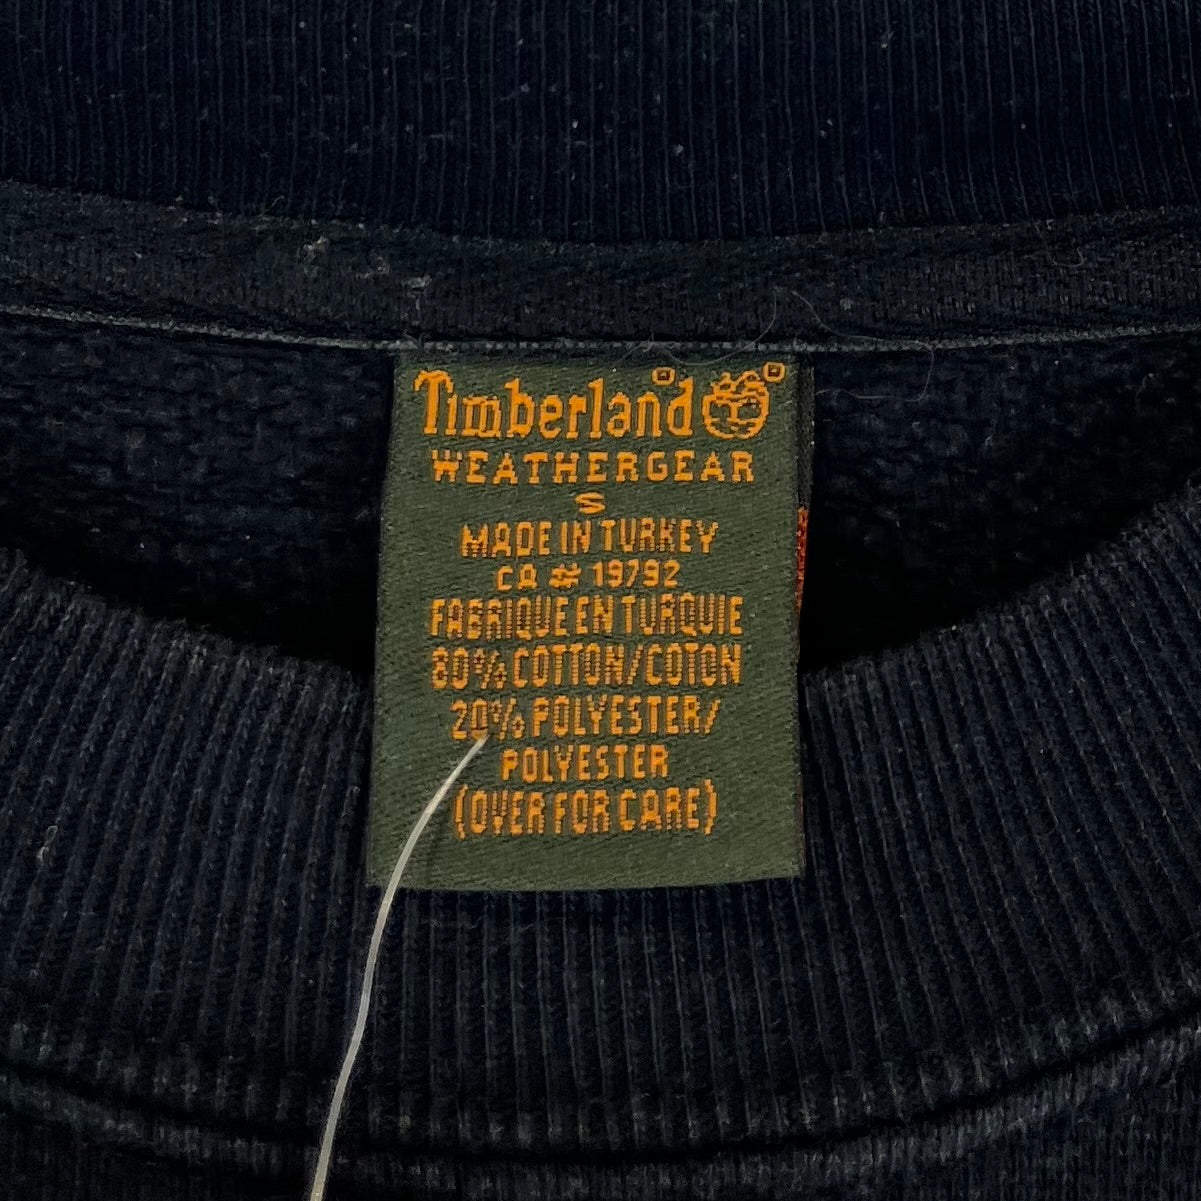 Timberland
WEATHERGEAR
S
MADE IN TURKEY
CA # 19792
FABRIQUE EN TURQUIE
80% COTTON/COTON
20% POLYESTER/
POLYESTER
(OVER FOR CARE)